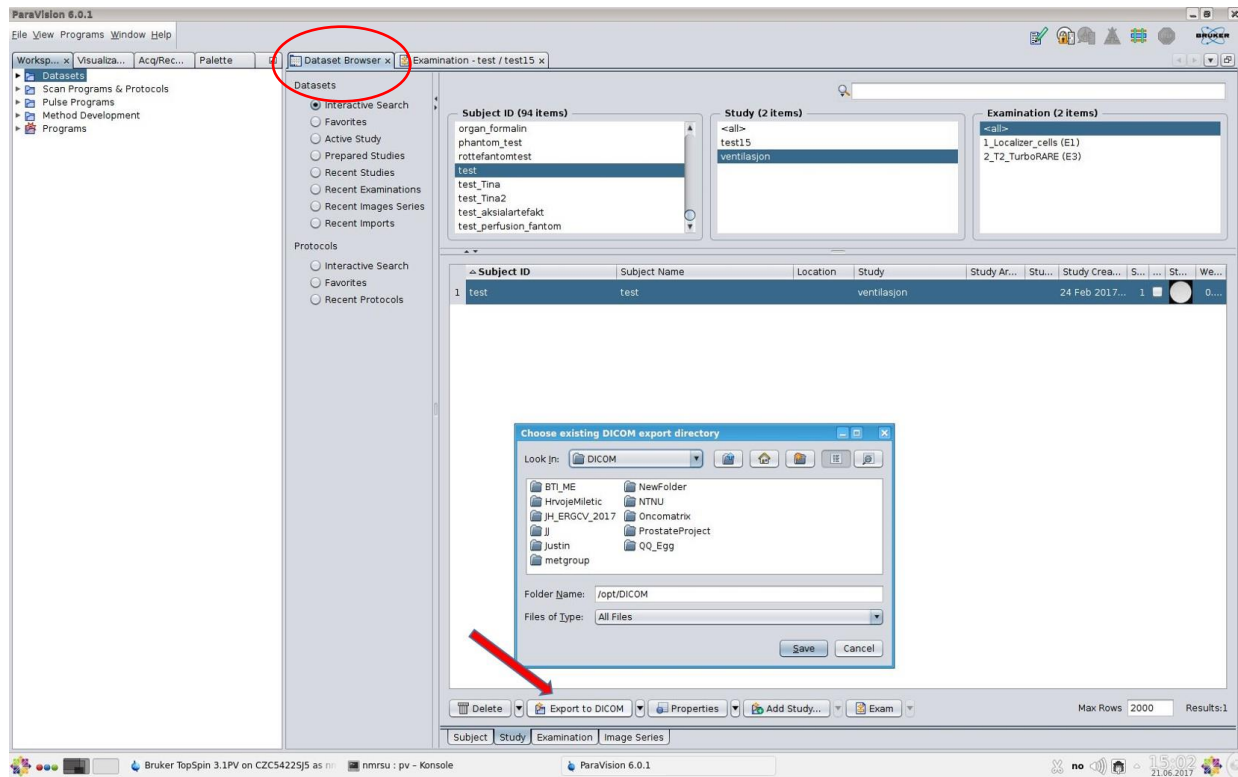 ParaVision 6.0.1
File View Programs Window Help
BRUKER
Worksp... x Visualiza... Acq/Rec... Palette
Dataset Browser x Examination - test / test15 x
Datasets
Scan Programs & Protocols
Pulse Programs
Method Development
Programs
Datasets
Interactive Search
Favorites
Active Study
Prepared Studies
Recent Studies
Recent Examinations
Recent Images Series
Recent Imports
Protocols
Interactive Search
Favorites
Recent Protocols
Subject ID (94 items)
organ_formalin
phantom_test
rottefantomtest
test
test_Tina
test_Tina2
test_aksialartefakt
test_perfusion_fantom
Study (2 items)
<all>
test15
ventilasjon
Examination (2 items)
<all>
1_Localizer_cells (E1)
2_T2_TurboRARE (E3)
Subject ID Subject Name Location Study Study Ar... Stu... Study Crea... S... ... St... We...
1 test test ventilasjon 24 Feb 2017... 1 0....
Choose existing DICOM export directory
Look In: DICOM
BTI_ME NewFolder
HrvojeMiletic NTNU
JH_ERGCV_2017 Oncomatrix
JJ ProstateProject
Justin QQ_Egg
metgroup
Folder Name: /opt/DICOM
Files of Type: All Files
Save Cancel
Delete Export to DICOM Properties Add Study... Exam Max Rows 2000 Results:1
Subject Study Examination Image Series
Bruker TopSpin 3.1PV on CZC5422SJ5 as nmrsu : pv - Konsole ParaVision 6.0.1 no 15:02
21.06.2017